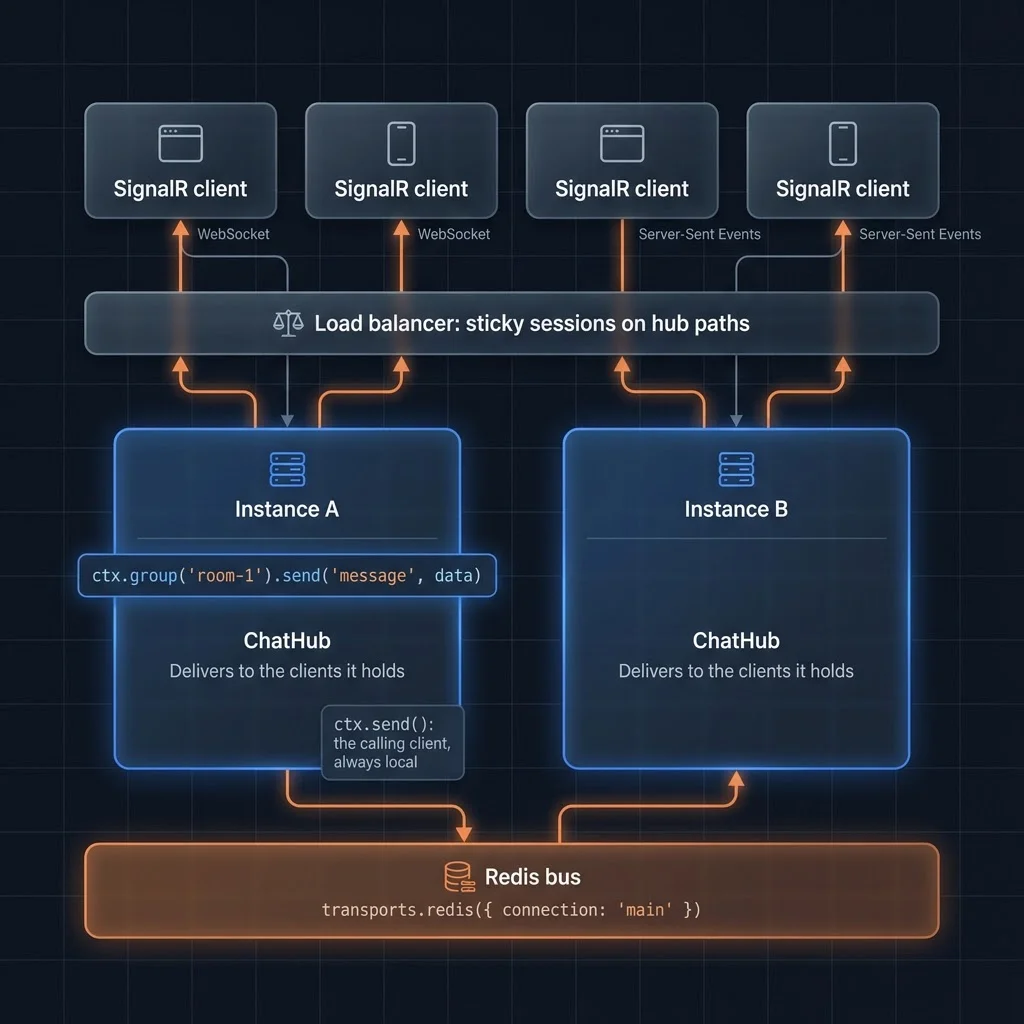 SignalR client
SignalR client
SignalR client
SignalR client
WebSocket
WebSocket
Server-Sent Events
Server-Sent Events
Load balancer: sticky sessions on hub paths
Instance A
Instance B
ctx.group('room-1').send('message', data)
ChatHub
Delivers to the clients it holds
ChatHub
Delivers to the clients it holds
ctx.send():
the calling client,
always local
Redis bus
transports.redis({ connection: 'main' })